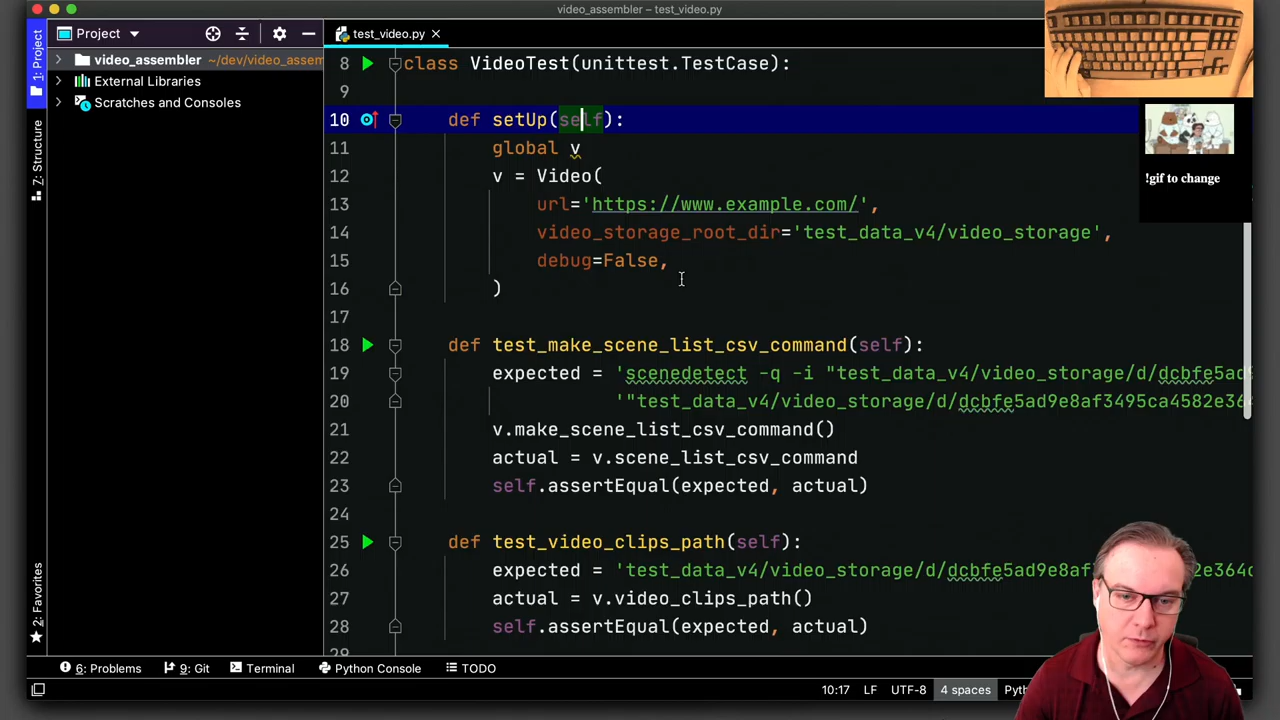 video_assembler – test_video.py
Project
test_video.py
1: Project
7: Structure
2: Favorites
video_assembler ~/dev/video_assem
External Libraries
Scratches and Consoles
8 class VideoTest(unittest.TestCase):
9
10 def setUp(self):
11 global v
12 v = Video(
13 url='https://www.example.com/',
14 video_storage_root_dir='test_data_v4/video_storage',
15 debug=False,
16 )
17
18 def test_make_scene_list_csv_command(self):
19 expected = 'scenedetect -q -i "test_data_v4/video_storage/d/dcbfe5ad9
20 '"test_data_v4/video_storage/d/dcbfe5ad9e8af3495ca4582e364
21 v.make_scene_list_csv_command()
22 actual = v.scene_list_csv_command
23 self.assertEqual(expected, actual)
24
25 def test_video_clips_path(self):
26 expected = 'test_data_v4/video_storage/d/dcbfe5ad9e8af
27 actual = v.video_clips_path()
28 self.assertEqual(expected, actual)
29
!gif to change
6: Problems
9: Git
Terminal
Python Console
TODO
10:17 LF UTF-8 4 spaces Pyth